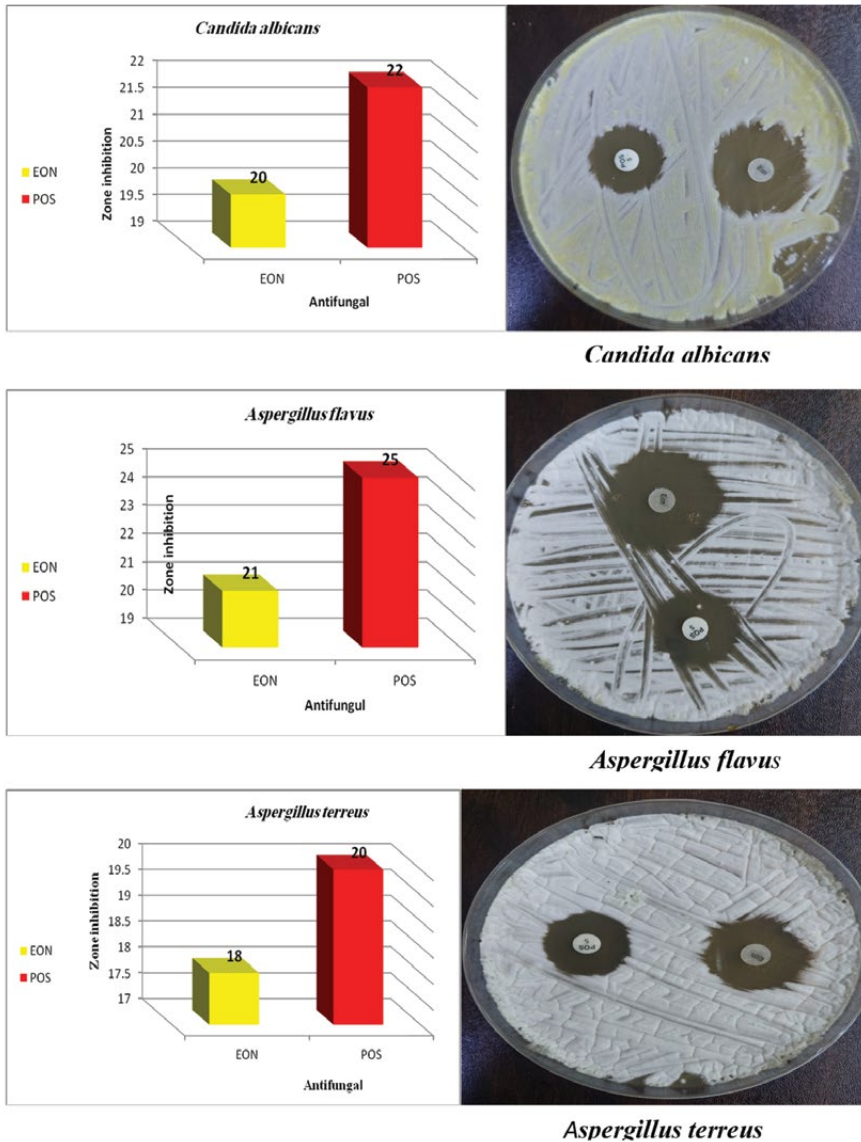 Candida albicans
Zone inhibition
22
21.5
21
20.5
20
19.5
19
20
22
EON
POS
EON
POS
Antifungal
POS
5
Candida albicans
Aspergillus flavus
Zone inhibition
25
24
23
22
21
20
19
21
25
EON
POS
EON
POS
Antifungul
POS
5
Aspergillus flavus
Aspergillus terreus
Zone inhibition
20
19.5
19
18.5
18
17.5
17
18
20
EON
POS
EON
POS
Antifungal
POS
5
Aspergillus terreus